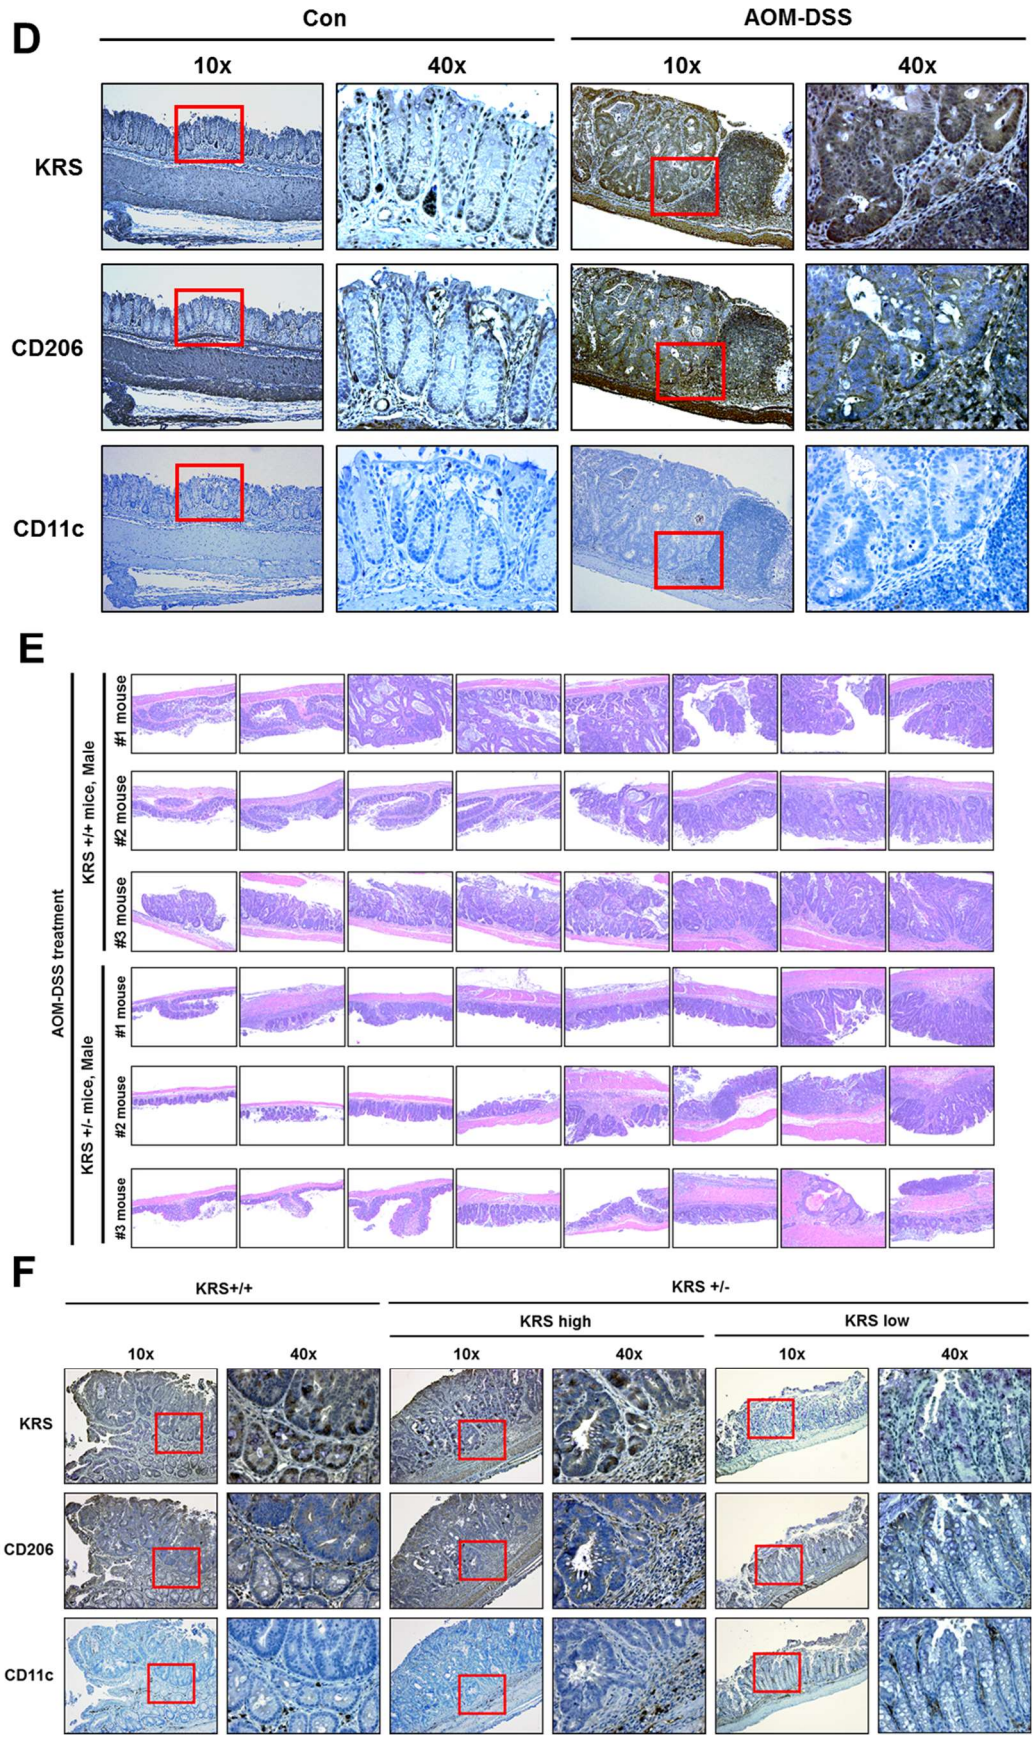 D
Con
AOM-DSS
10x
40x
10x
40x
KRS
CD206
CD11c
E
AOM-DSS treatment
KRS +/+ mice, Male
#1 mouse
#2 mouse
#3 mouse
KRS +/- mice, Male
#1 mouse
#2 mouse
#3 mouse
F
KRS+/+
KRS +/-
KRS high
KRS low
10x
40x
10x
40x
10x
40x
KRS
CD206
CD11c